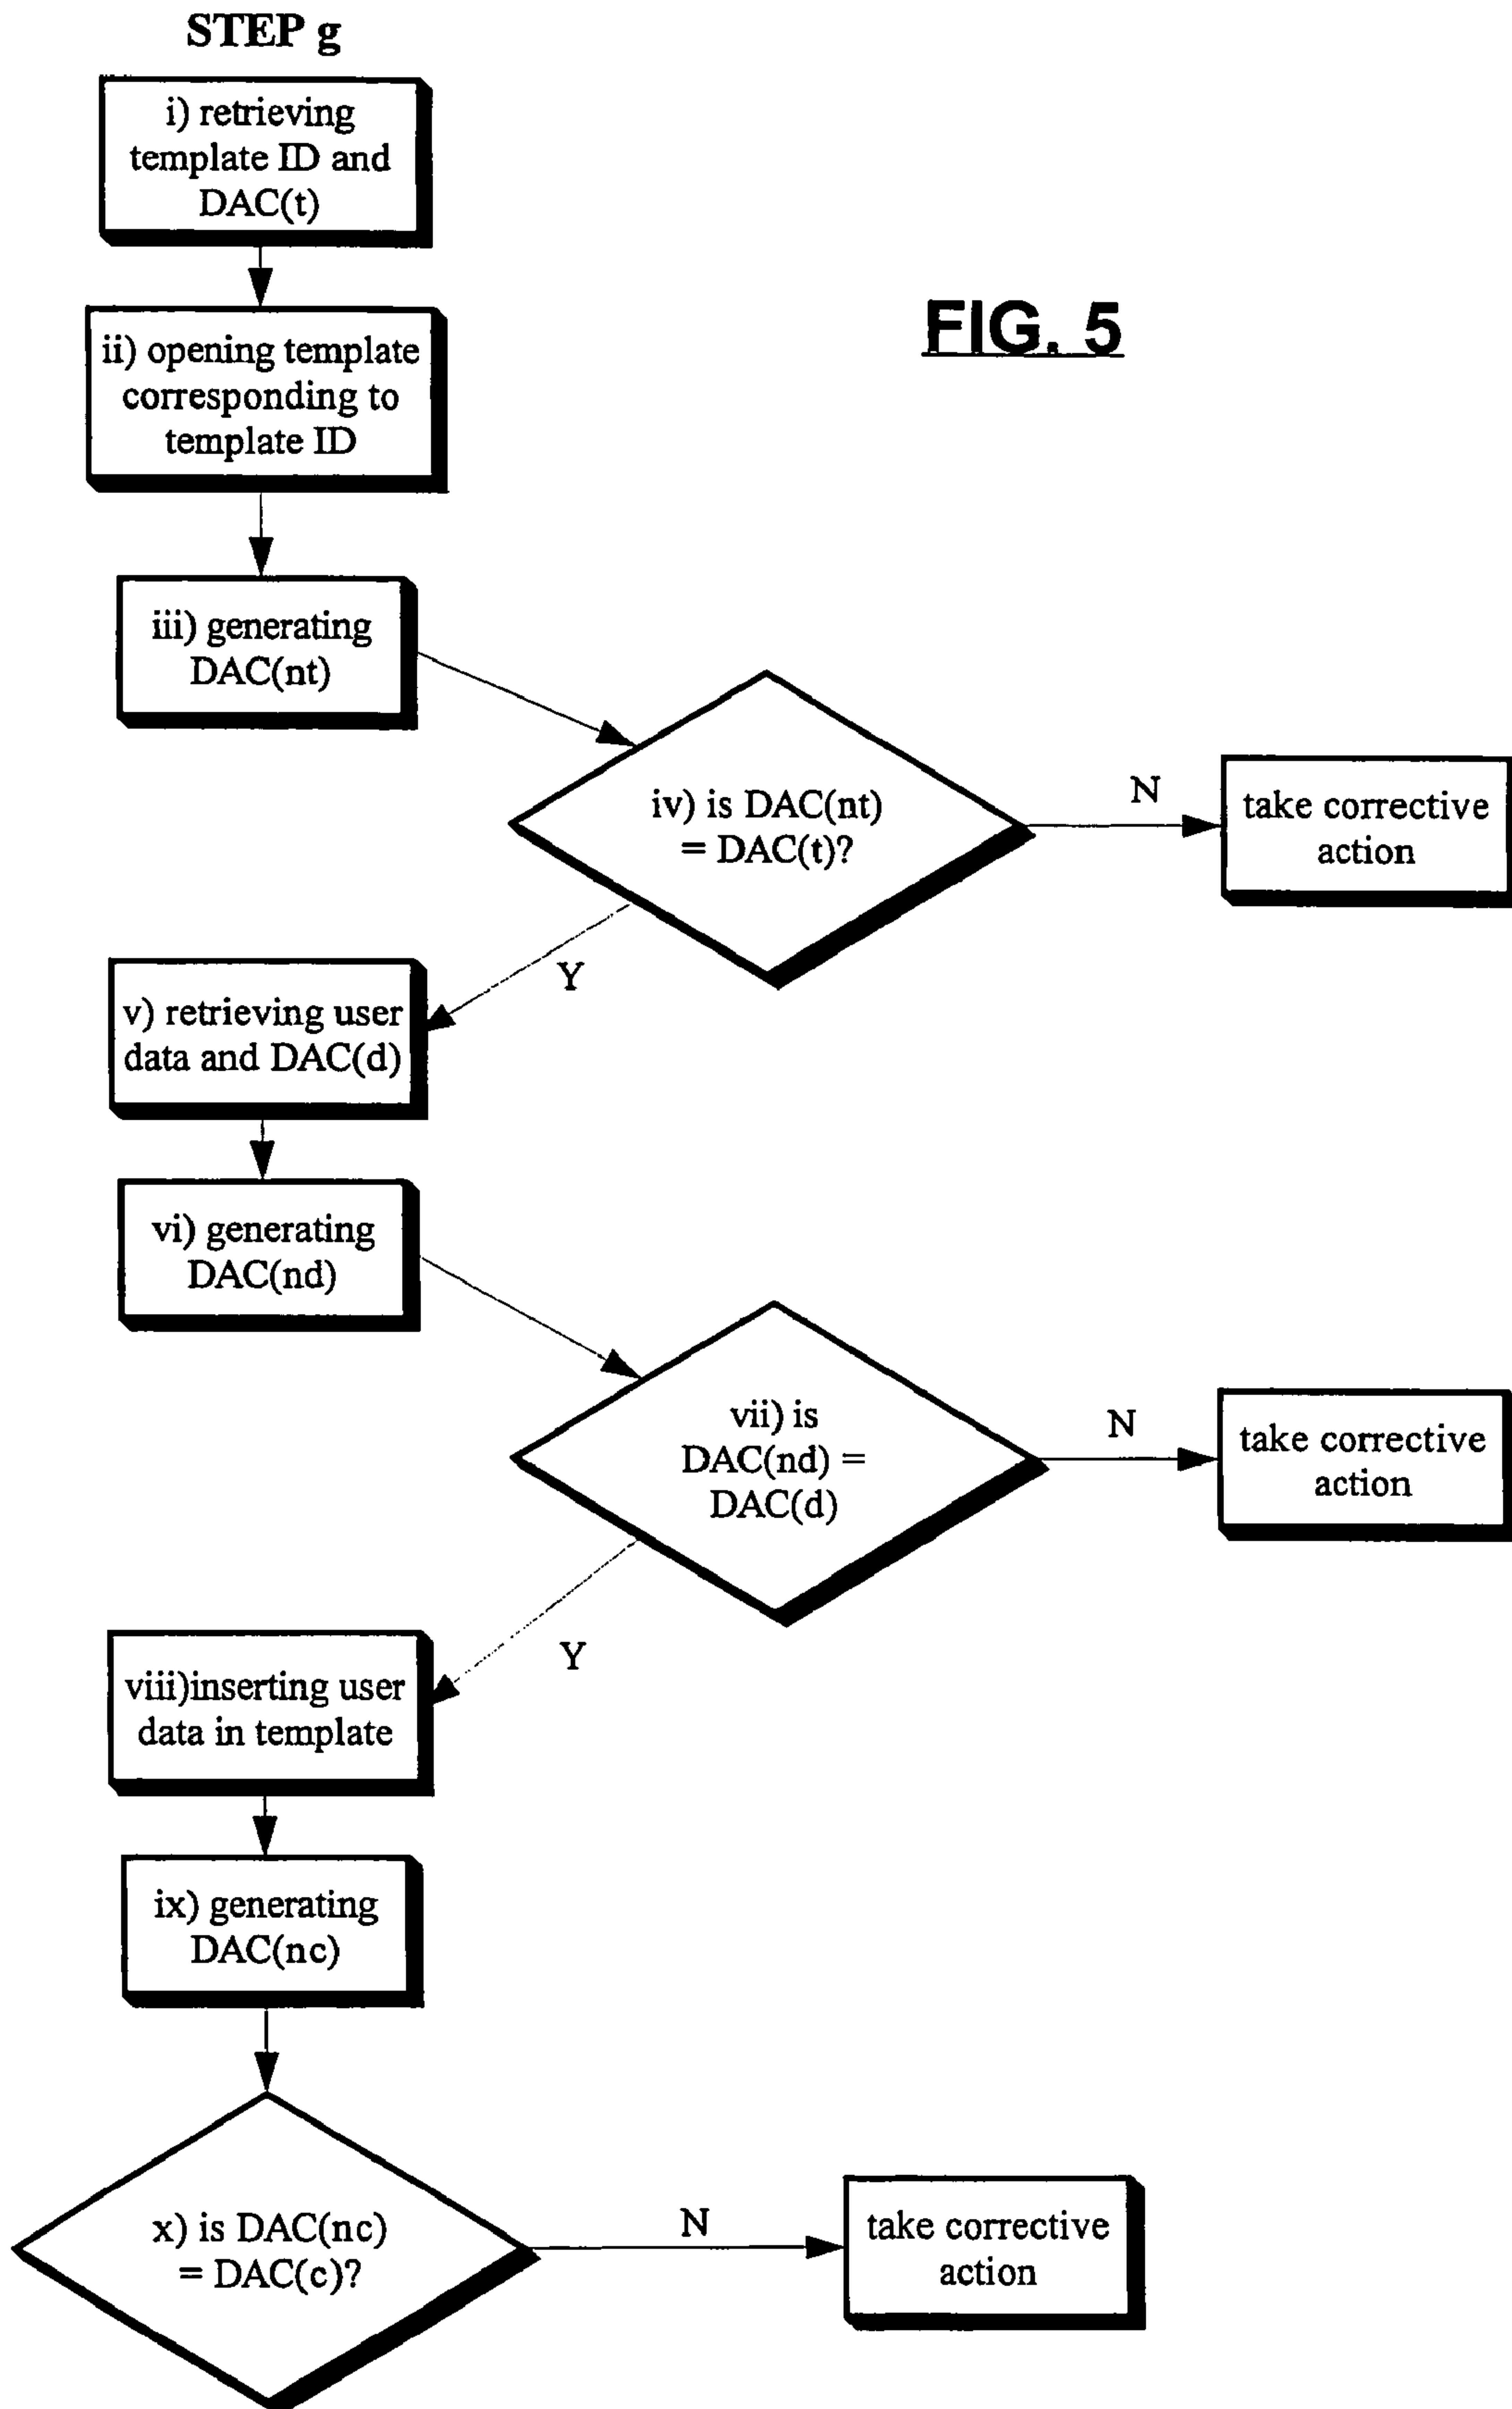 STEP g
i) retrieving
template ID and
DAC(t)
FIG. 5
ii) opening template
corresponding to
template ID
iii) generating
DAC(nt)
iv) is DAC(nt)
= DAC(t)?
N
take corrective
action
Y
v) retrieving user
data and DAC(d)
vi) generating
DAC(nd)
vii) is
DAC(nd) =
DAC(d)
N
take corrective
action
Y
viii)inserting user
data in template
ix) generating
DAC(nc)
x) is DAC(nc)
= DAC(c)?
N
take corrective
action